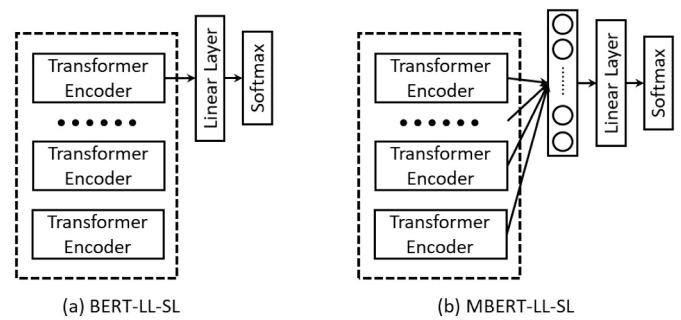 Transformer
Encoder
Transformer
Encoder
Transformer
Encoder
Linear Layer
Softmax
(a) BERT-LL-SL
Transformer
Encoder
Transformer
Encoder
Transformer
Encoder
Linear Layer
Softmax
(b) MBERT-LL-SL